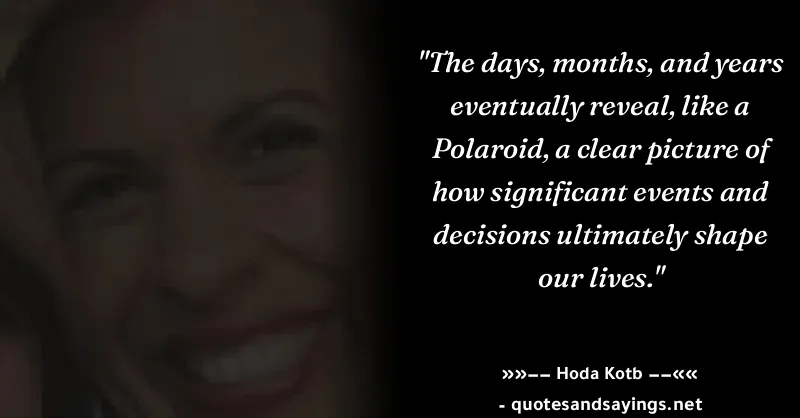 "The days, months, and years
eventually reveal, like a
Polaroid, a clear picture of
how significant events and
decisions ultimately shape
our lives."
»»−− Hoda Kotb −−««
- quotesandsayings.net